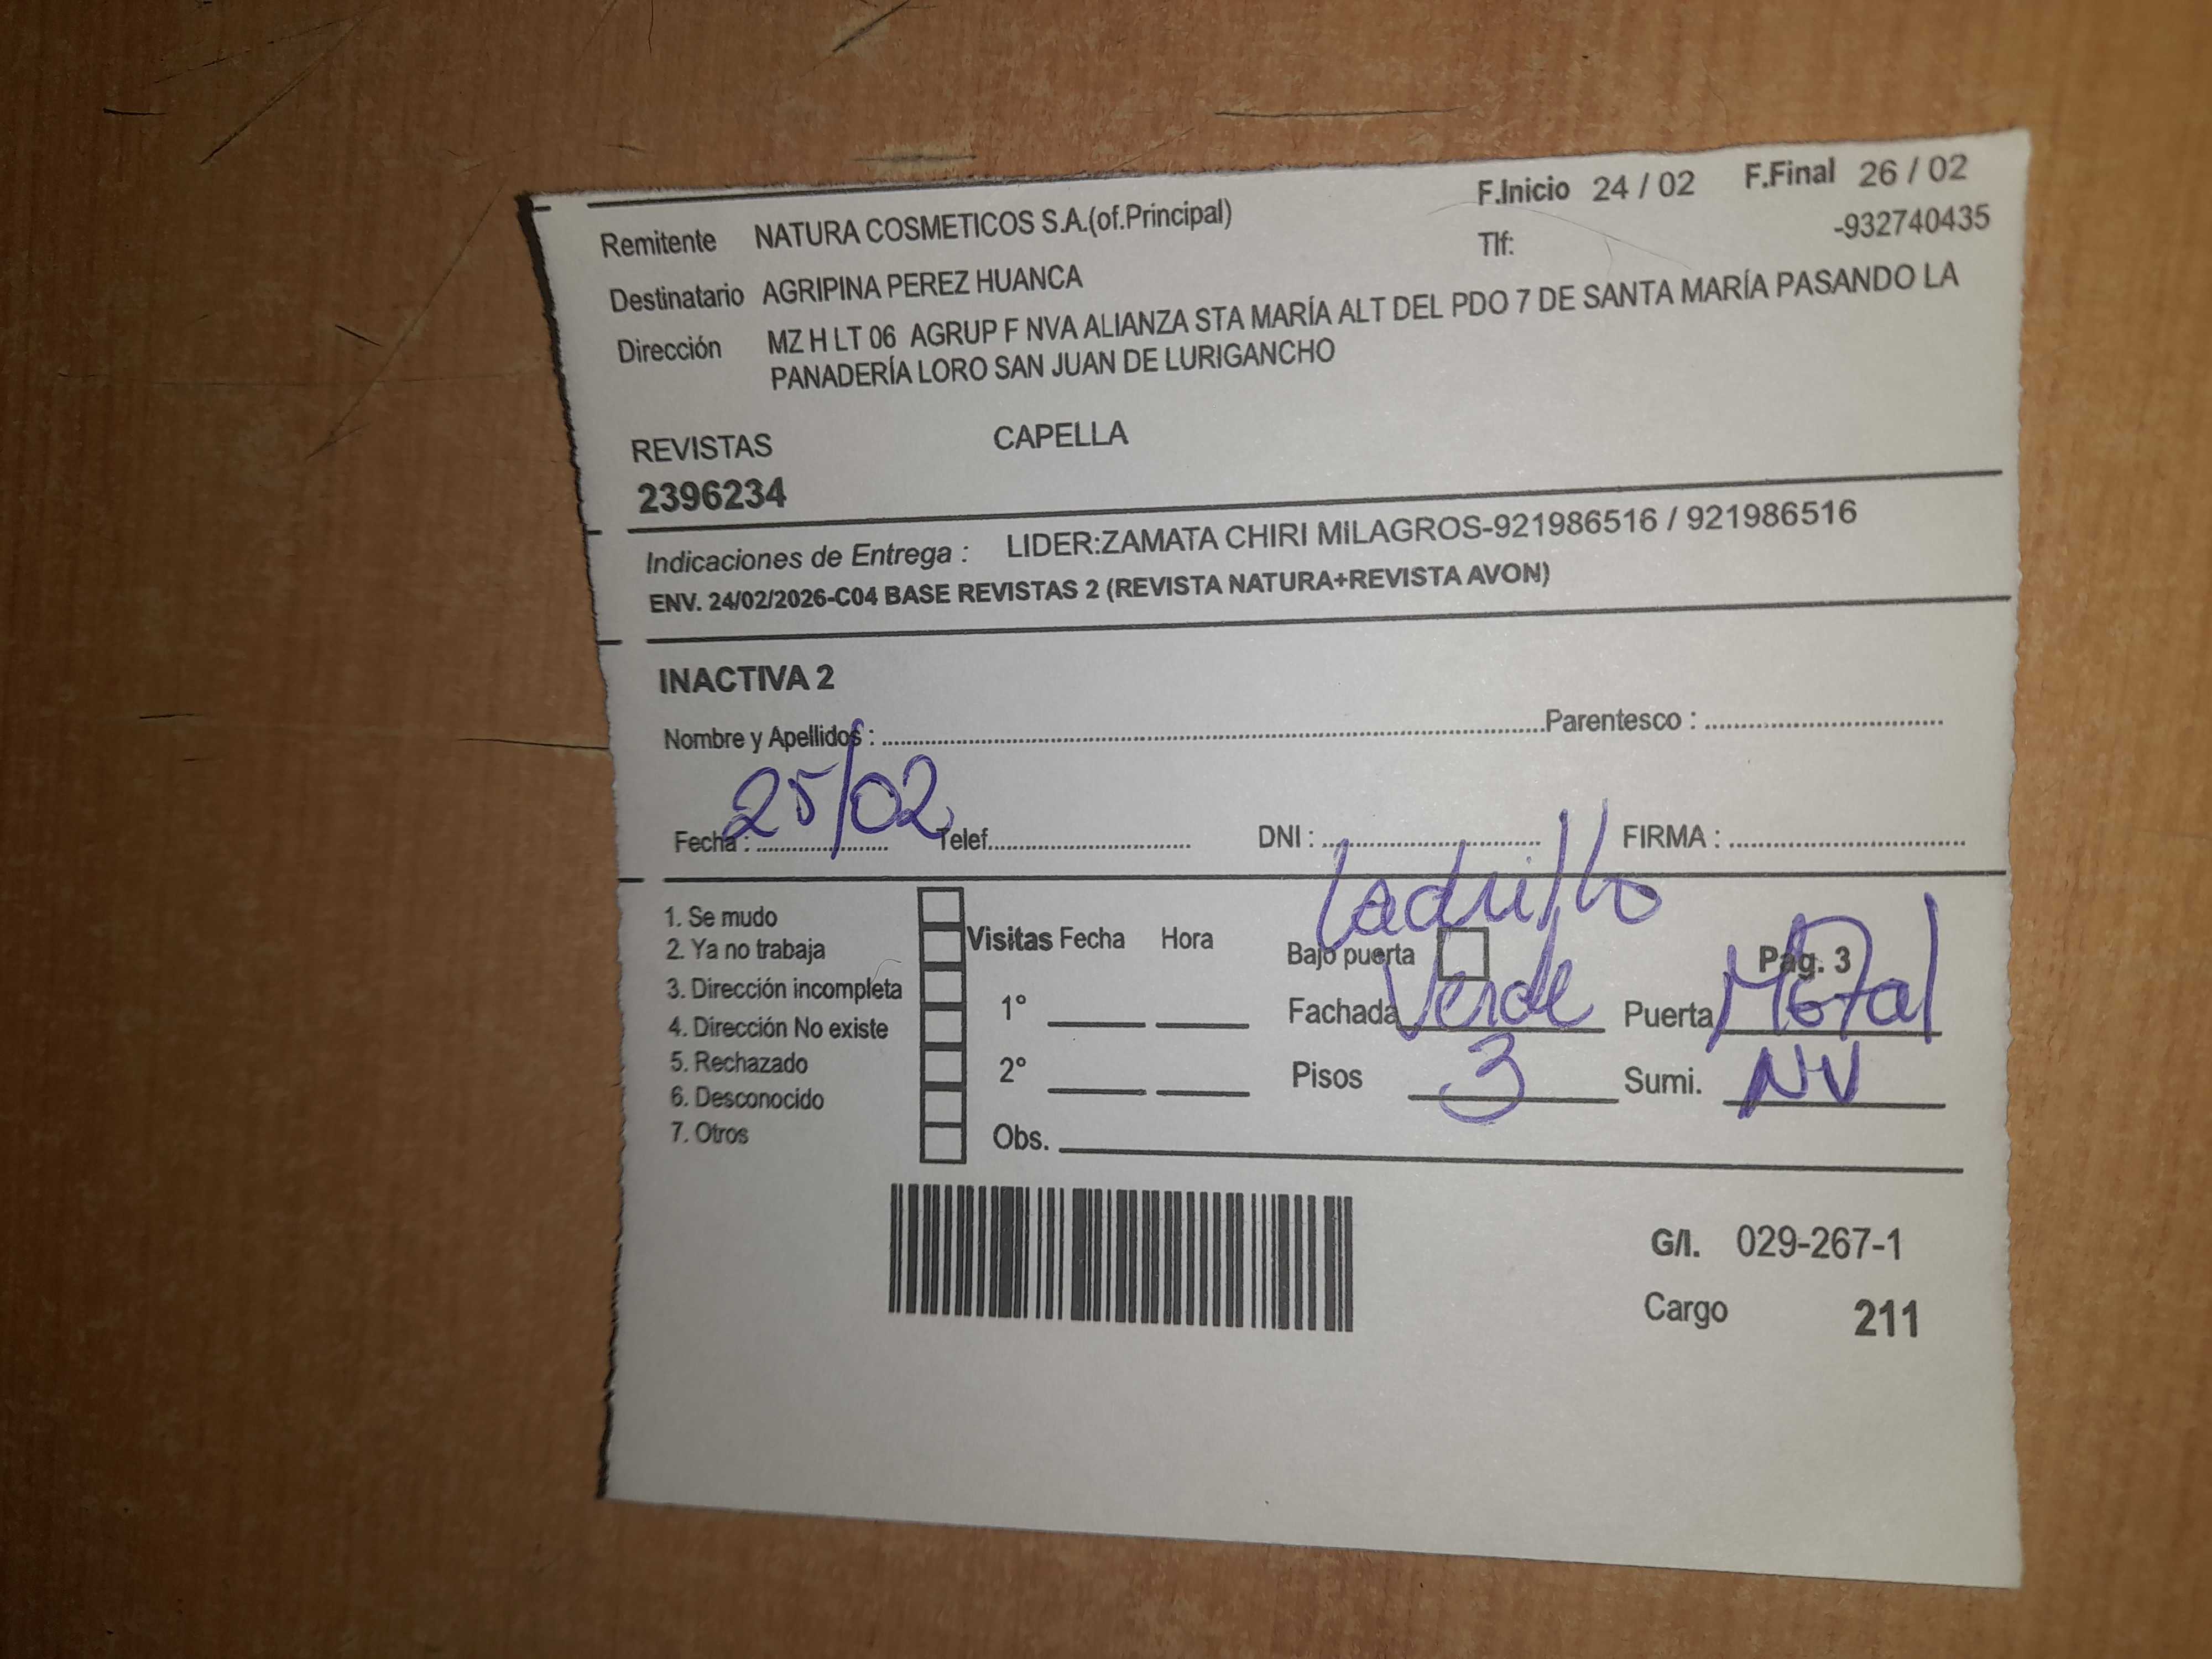 F.Inicio 24 / 02 F.Final 26 / 02
Remitente NATURA COSMETICOS S.A.(of.Principal)
Tlf: -932740435
Destinatario AGRIPINA PEREZ HUANCA
Dirección MZ H LT 06 AGRUP F NVA ALIANZA STA MARÍA ALT DEL PDO 7 DE SANTA MARÍA PASANDO LA
PANADERÍA LORO SAN JUAN DE LURIGANCHO
REVISTAS CAPELLA
2396234
Indicaciones de Entrega : LIDER:ZAMATA CHIRI MILAGROS-921986516 / 921986516
ENV. 24/02/2026-C04 BASE REVISTAS 2 (REVISTA NATURA+REVISTA AVON)
INACTIVA 2
Nombre y Apellidos : Parentesco :
Fecha : 25/02 Telef. DNI : FIRMA :
1. Se mudo
2. Ya no trabaja
3. Dirección incompleta
4. Dirección No existe
5. Rechazado
6. Desconocido
7. Otros
Visitas Fecha Hora
1°
2°
Obs.
ladrillo
Bajo puerta Pag. 3
Fachada Verde Puerta Metal
Pisos 3 Sumi. NV
G/I. 029-267-1
Cargo 211